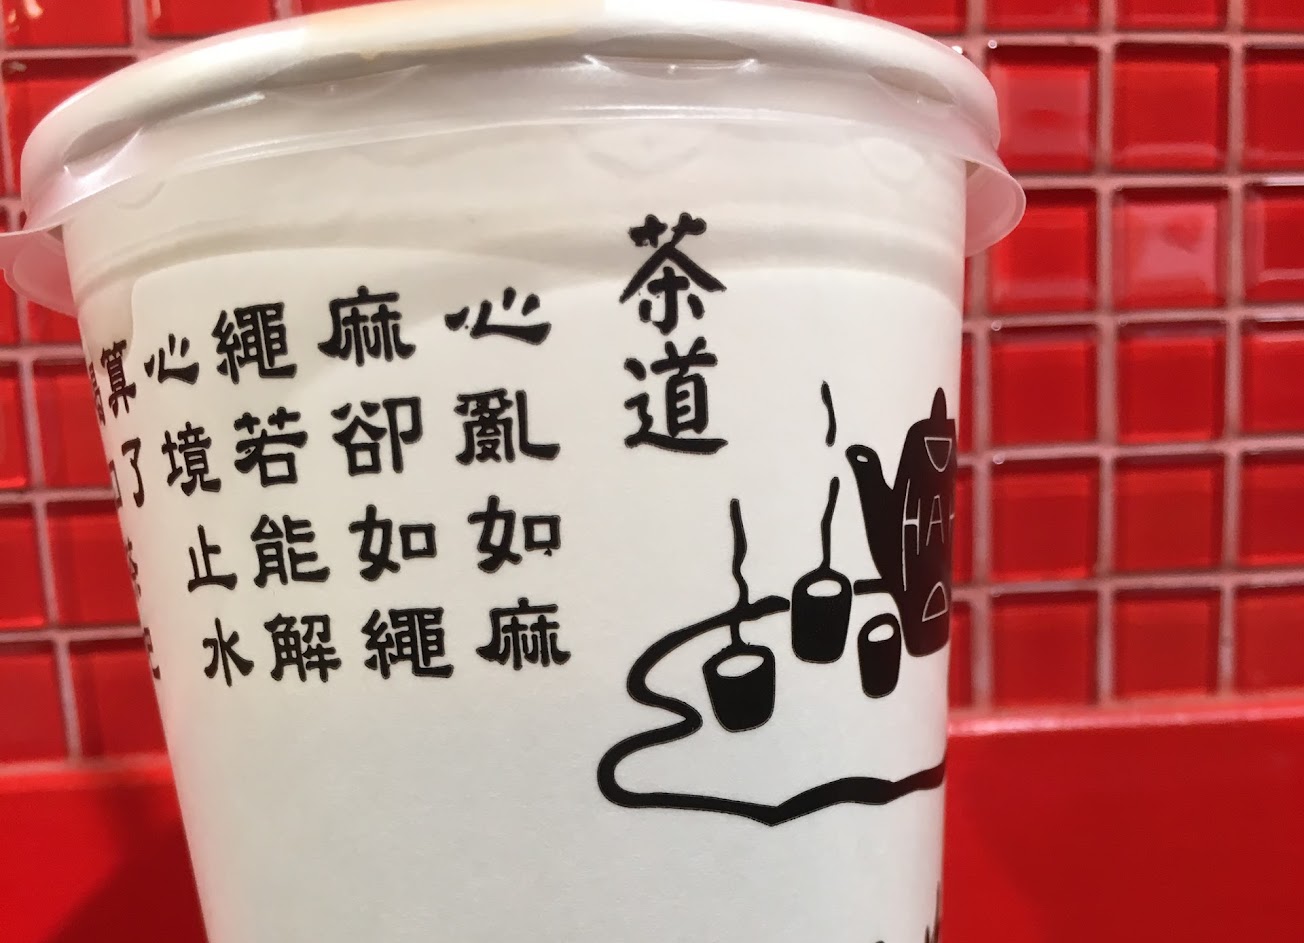 茶道
心亂如麻
麻卻如繩
繩若能解
心境止水
算了
HA